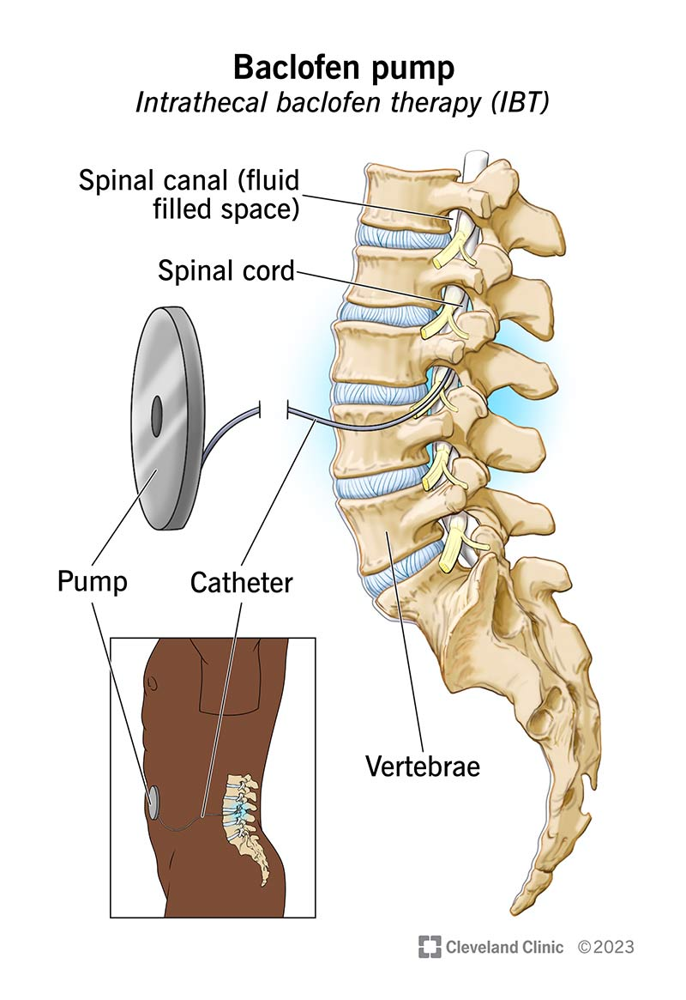 Baclofen pump
Intrathecal baclofen therapy (IBT)
Spinal canal (fluid
filled space)
Spinal cord
Pump
Catheter
Vertebrae
Cleveland Clinic ©2023